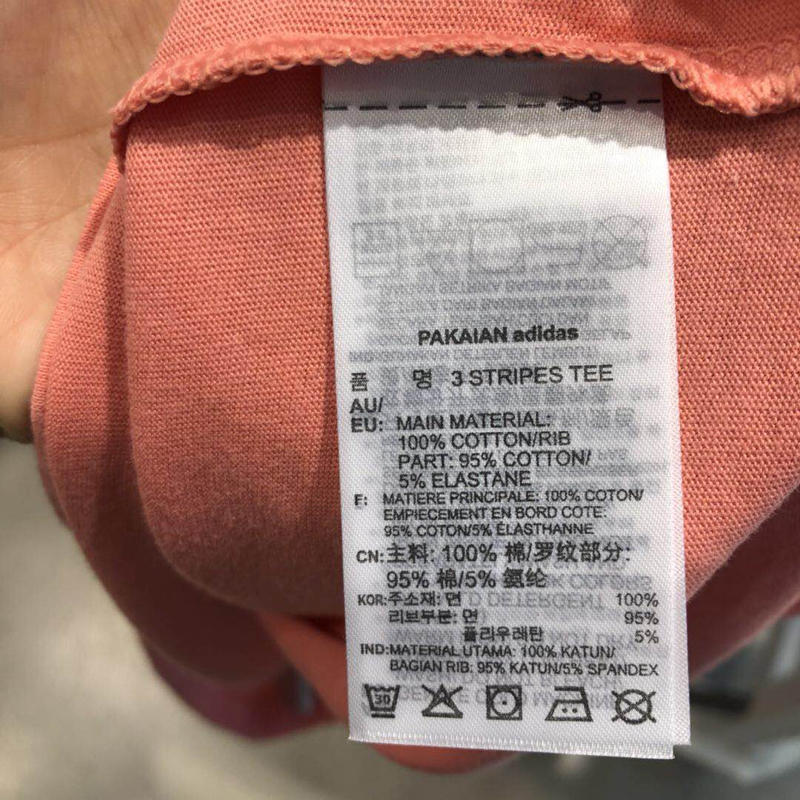 PAKAIAN adidas
품 명 3 STRIPES TEE
AU/
EU: MAIN MATERIAL:
100% COTTON/RIB
PART: 95% COTTON/
5% ELASTANE
F: MATIERE PRINCIPALE: 100% COTON/
EMPIECEMENT EN BORD COTE:
95% COTON/5% ÉLASTHANNE
CN: 主料: 100% 棉/罗纹部分:
95% 棉/5% 氨纶
KOR: 주소재: 면 100%
리브부분: 면 95%
폴리우레탄 5%
IND: MATERIAL UTAMA: 100% KATUN/
BAGIAN RIB: 95% KATUN/5% SPANDEX
30